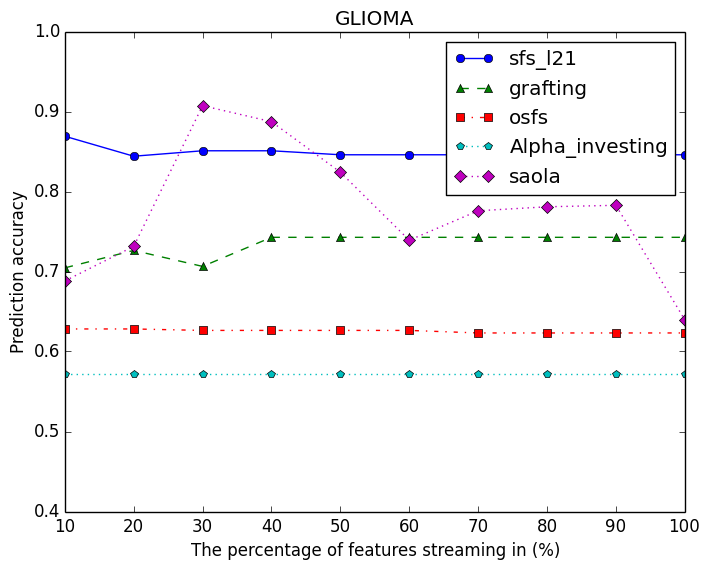 GLIOMA
1.0
0.9
0.8
0.7
0.6
0.5
0.4
Prediction accuracy
sfs_l21
grafting
osfs
Alpha_investing
saola
10 20 30 40 50 60 70 80 90 100
The percentage of features streaming in (%)